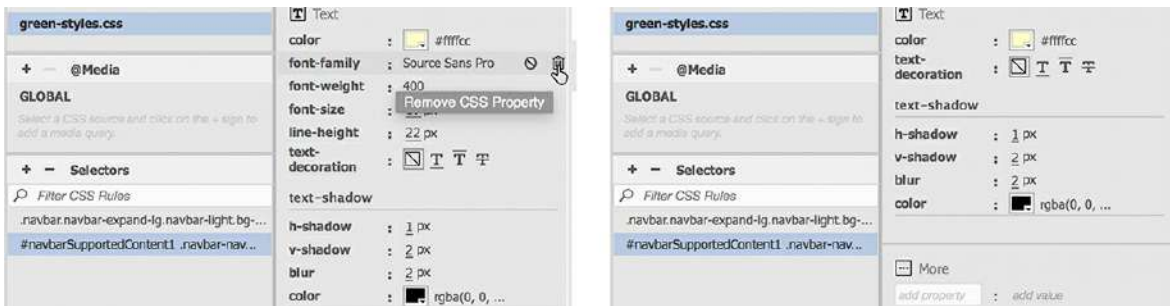 green-styles.css
+ − @Media
GLOBAL
Select a CSS source and click on the + sign to
add a media query.
+ − Selectors
Filter CSS Rules
.navbar.navbar-expand-lg.navbar-light.bg-...
#navbarSupportedContent1 .navbar-nav...
T Text
color : #ffffcc
font-family : Source Sans Pro
font-weight : 400
Remove CSS Property
font-size : px
line-height : 22 px
text-
decoration : T T T
text-shadow
h-shadow : 1 px
v-shadow : 2 px
blur : 2 px
color : rgba(0, 0, ...
green-styles.css
+ − @Media
GLOBAL
Select a CSS source and click on the + sign to
add a media query.
+ − Selectors
Filter CSS Rules
.navbar.navbar-expand-lg.navbar-light.bg-...
#navbarSupportedContent1 .navbar-nav...
T Text
color : #ffffcc
text-
decoration : T T T
text-shadow
h-shadow : 1 px
v-shadow : 2 px
blur : 2 px
color : rgba(0, 0, ...
More
add property : add value